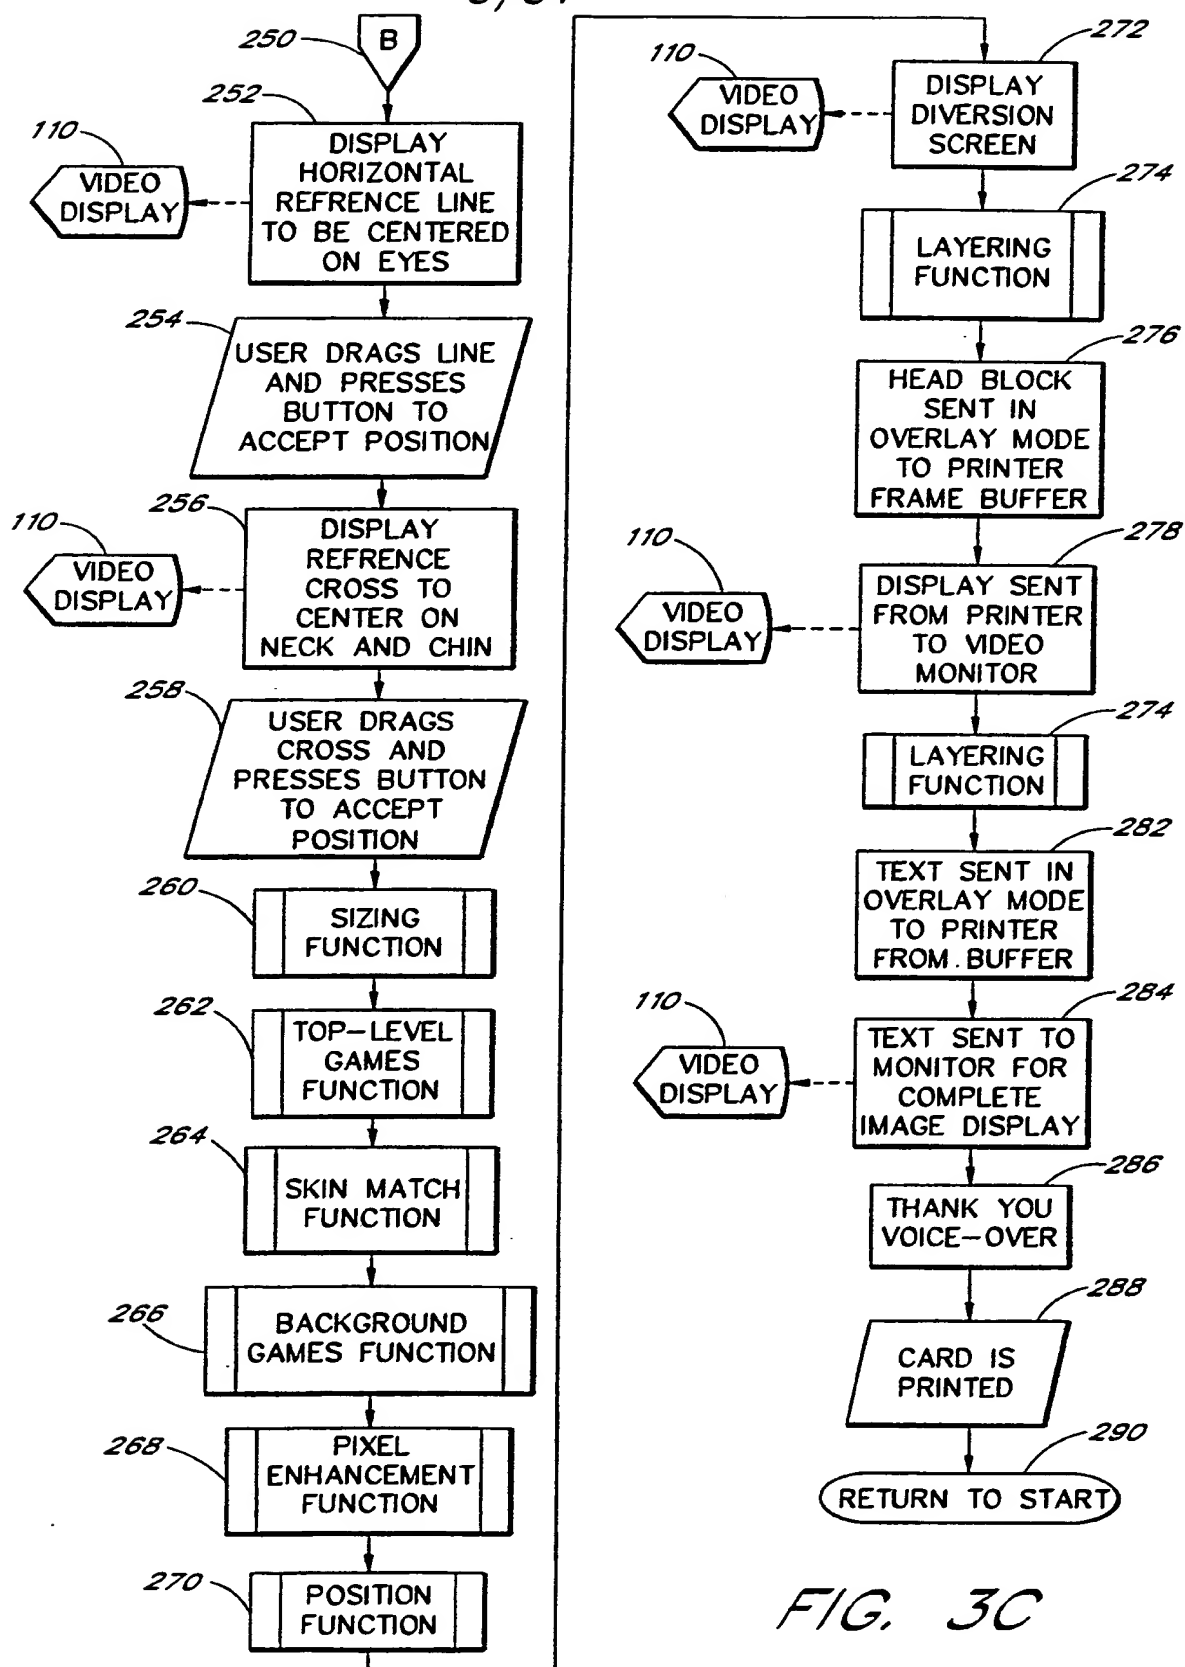 250
B
252
DISPLAY
HORIZONTAL
REFRENCE LINE
TO BE CENTERED
ON EYES
110
VIDEO
DISPLAY
254
USER DRAGS LINE
AND PRESSES
BUTTON TO
ACCEPT POSITION
256
DISPLAY
REFRENCE
CROSS TO
CENTER ON
NECK AND CHIN
110
VIDEO
DISPLAY
258
USER DRAGS
CROSS AND
PRESSES BUTTON
TO ACCEPT
POSITION
260
SIZING
FUNCTION
262
TOP-LEVEL
GAMES
FUNCTION
264
SKIN MATCH
FUNCTION
266
BACKGROUND
GAMES FUNCTION
268
PIXEL
ENHANCEMENT
FUNCTION
270
POSITION
FUNCTION
272
DISPLAY
DIVERSION
SCREEN
110
VIDEO
DISPLAY
274
LAYERING
FUNCTION
276
HEAD BLOCK
SENT IN
OVERLAY MODE
TO PRINTER
FRAME BUFFER
278
DISPLAY SENT
FROM PRINTER
TO VIDEO
MONITOR
110
VIDEO
DISPLAY
274
LAYERING
FUNCTION
282
TEXT SENT IN
OVERLAY MODE
TO PRINTER
FROM.BUFFER
284
TEXT SENT TO
MONITOR FOR
COMPLETE
IMAGE DISPLAY
110
VIDEO
DISPLAY
286
THANK YOU
VOICE-OVER
288
CARD IS
PRINTED
290
RETURN TO START
FIG. 3C